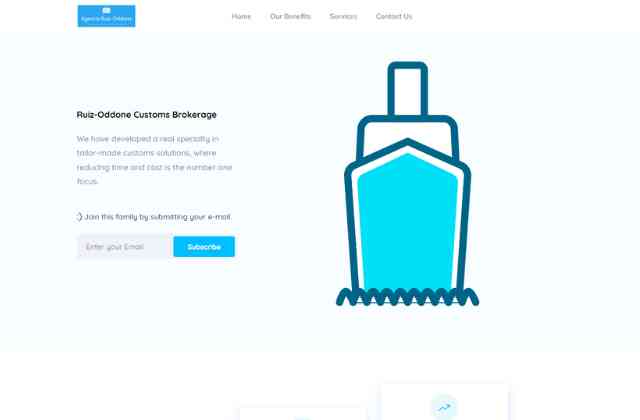 Agencia Ruiz-Oddone
Home
Our Benefits
Services
Contact Us
Ruiz-Oddone Customs Brokerage
We have developed a real specialty in
tailor-made customs solutions, where
reducing time and cost is the number one
focus.
Join this family by submitting your e-mail
Enter your Email
Subscribe